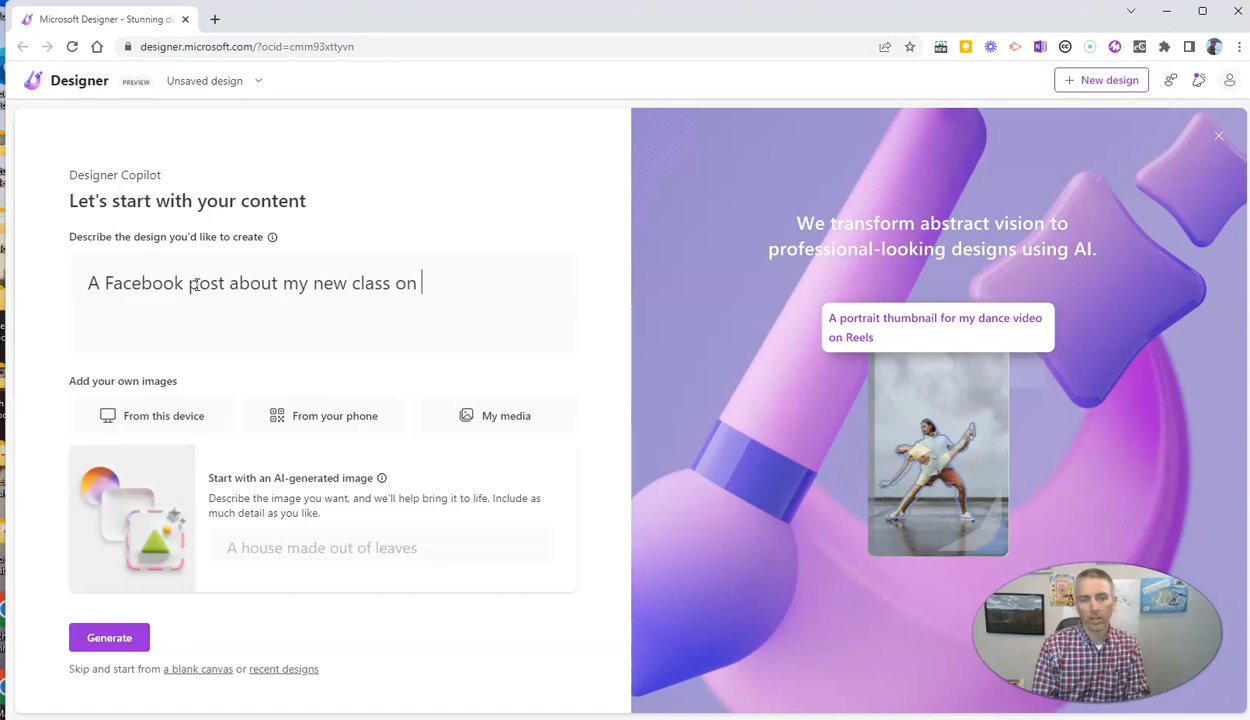 Microsoft Designer - Stunning de
designer.microsoft.com/?ocid=cmm93xttyvn
Designer PREVIEW Unsaved design
New design
Designer Copilot
Let's start with your content
Describe the design you'd like to create
A Facebook post about my new class on
Add your own images
From this device
From your phone
My media
Start with an AI-generated image
Describe the image you want, and we'll help bring it to life. Include as
much detail as you like.
A house made out of leaves
Generate
Skip and start from a blank canvas or recent designs
We transform abstract vision to
professional-looking designs using AI.
A portrait thumbnail for my dance video
on Reels